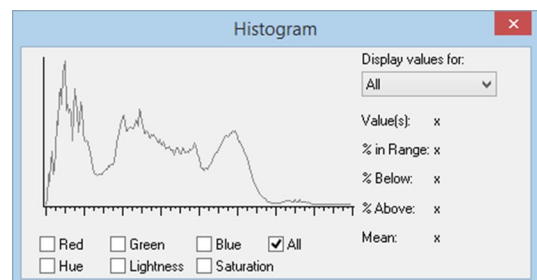 Histogram
Display values for:
All
Value(s): x
% in Range: x
% Below: x
% Above: x
Mean: x
Red Green Blue All
Hue Lightness Saturation